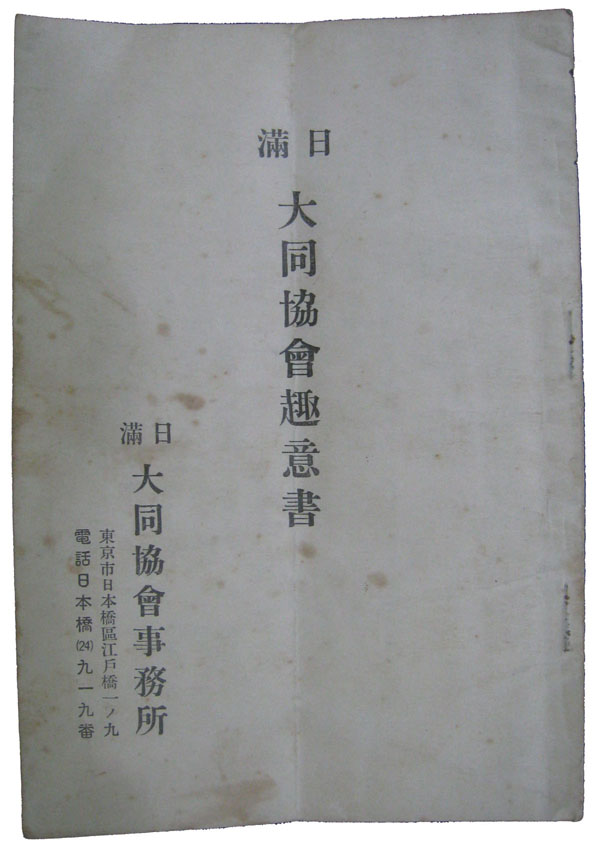 日滿
大同協會趣意書
日滿
大同協會事務所
東京市日本橋區江戶橋一ノ九
電話日本橋(24)九一九番